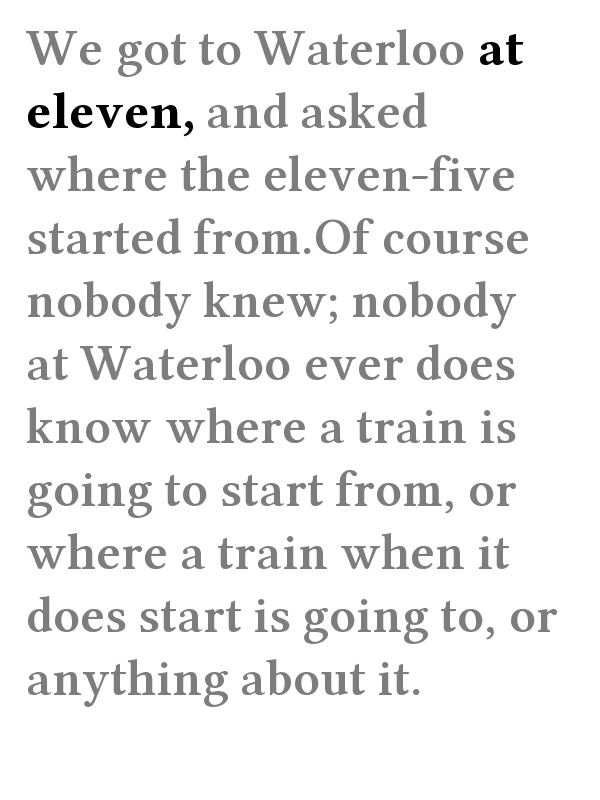 We got to Waterloo at
eleven, and asked
where the eleven-five
started from.Of course
nobody knew; nobody
at Waterloo ever does
know where a train is
going to start from, or
where a train when it
does start is going to, or
anything about it.